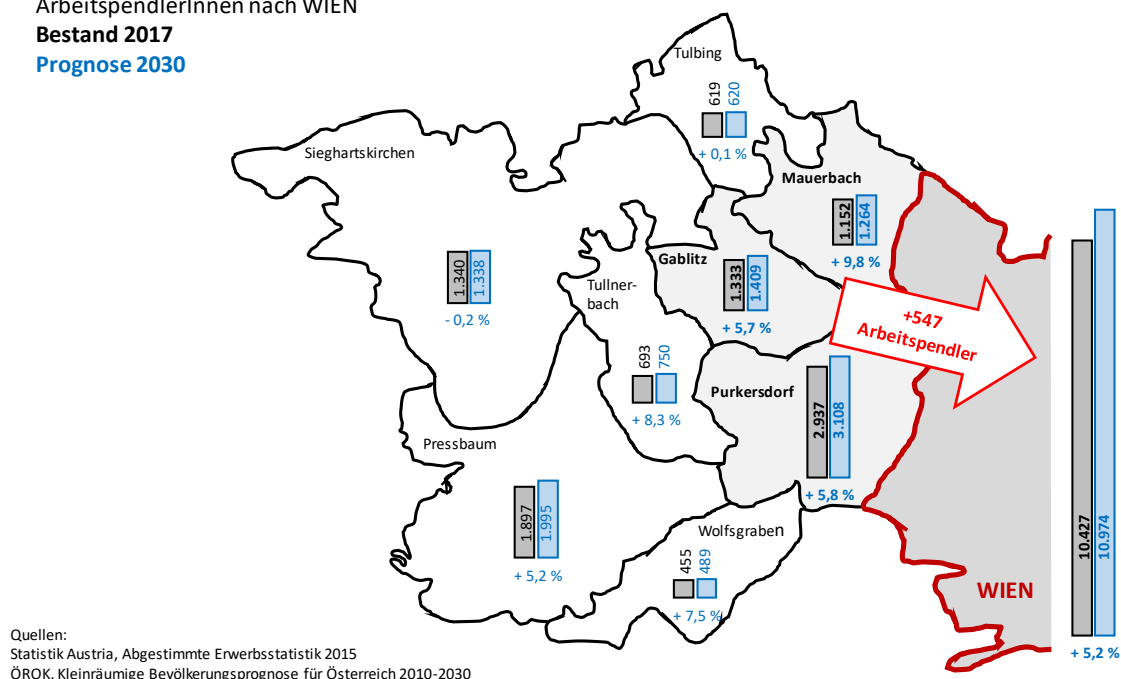 ArbeitspendlerInnen nach WIEN
Bestand 2017
Prognose 2030
Tulbing
619
620
+ 0,1 %
Sieghartskirchen
1.340
1.338
- 0,2 %
Mauerbach
1.152
1.264
+ 9,8 %
Gablitz
1.333
1.409
+ 5,7 %
Tullner-
bach
693
750
+ 8,3 %
+547
Arbeitspendler
Purkersdorf
2.937
3.108
+ 5,8 %
Pressbaum
1.897
1.995
+ 5,2 %
Wolfsgraben
455
489
+ 7,5 %
WIEN
10.427
10.974
+ 5,2 %
Quellen:
Statistik Austria, Abgestimmte Erwerbsstatistik 2015
ÖROK, Kleinräumige Bevölkerungsprognose für Österreich 2010-2030